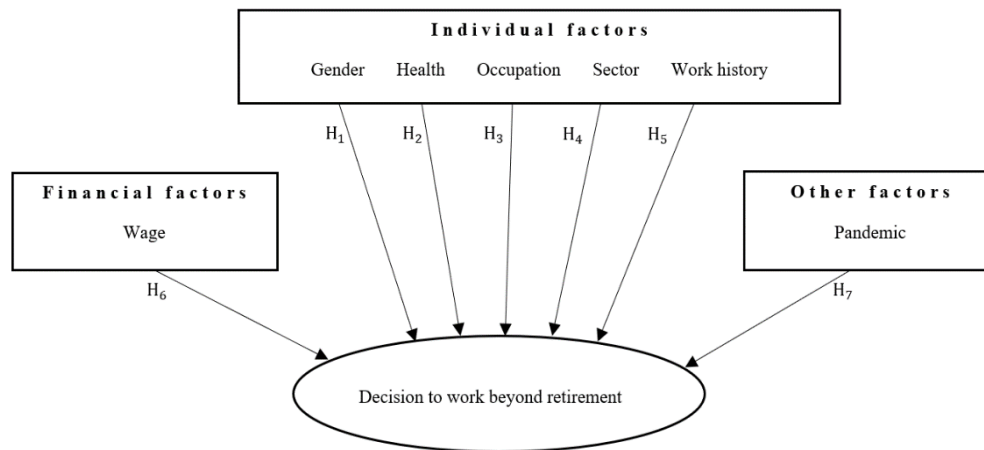 Individual factors
Gender Health Occupation Sector Work history
H₁ H₂ H₃ H₄ H₅
Financial factors
Wage
H₆
Other factors
Pandemic
H₇
Decision to work beyond retirement